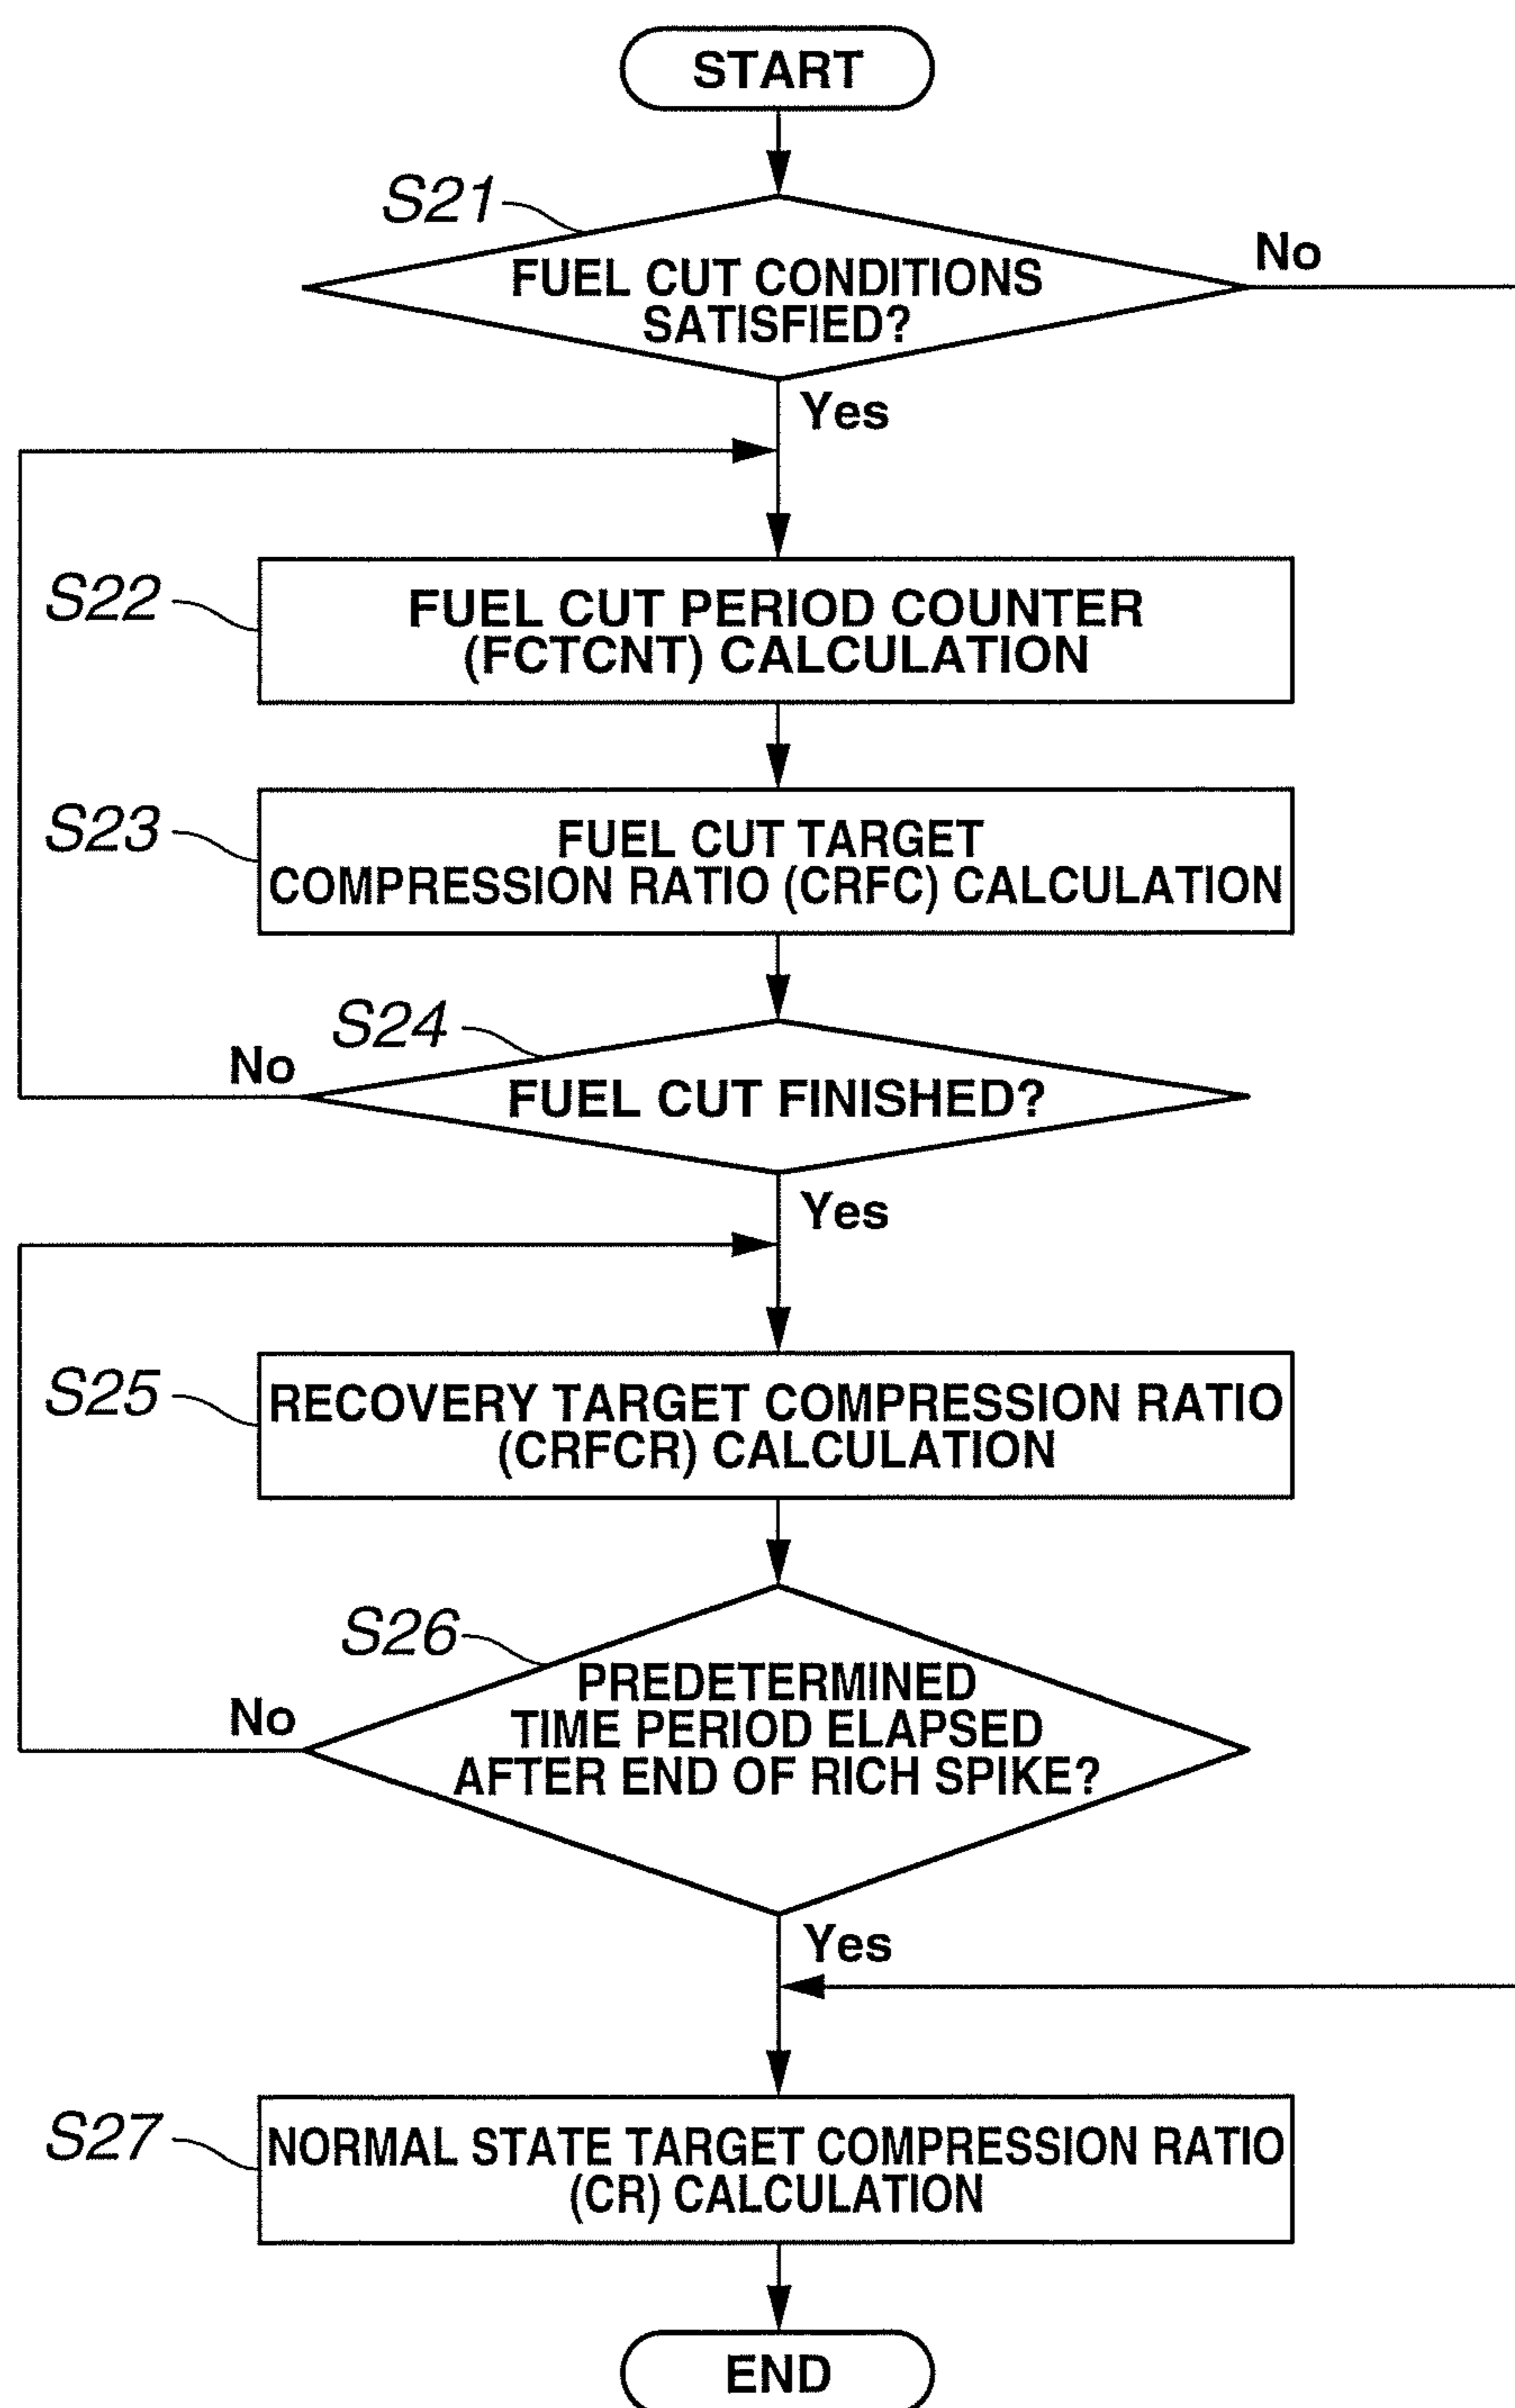 START
S21
FUEL CUT CONDITIONS
SATISFIED?
No
Yes
S22
FUEL CUT PERIOD COUNTER
(FCTCNT) CALCULATION
S23
FUEL CUT TARGET
COMPRESSION RATIO (CRFC) CALCULATION
S24
No
FUEL CUT FINISHED?
Yes
S25
RECOVERY TARGET COMPRESSION RATIO
(CRFCR) CALCULATION
S26
No
PREDETERMINED
TIME PERIOD ELAPSED
AFTER END OF RICH SPIKE?
Yes
S27
NORMAL STATE TARGET COMPRESSION RATIO
(CR) CALCULATION
END